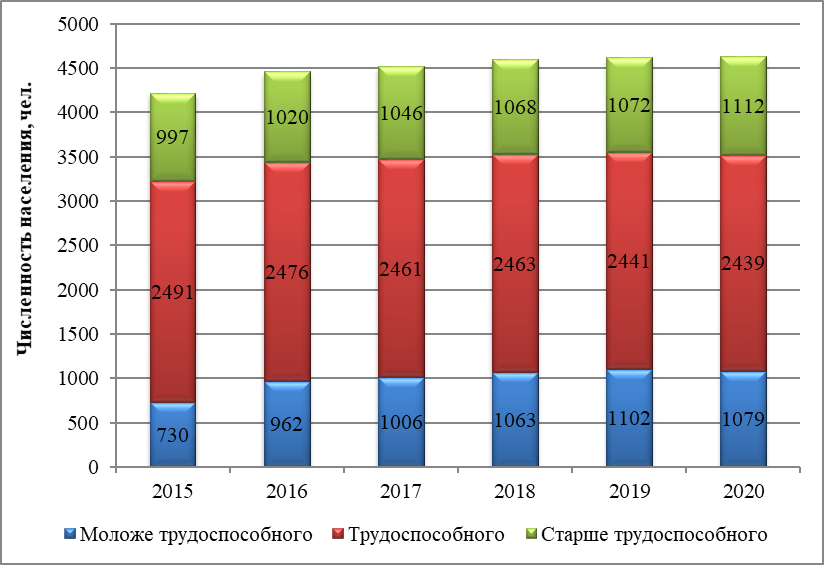 Численность населения, чел.
5000
4500
4000
3500
3000
2500
2000
1500
1000
500
0
997 1020 1046 1068 1072 1112
2491 2476 2461 2463 2441 2439
730 962 1006 1063 1102 1079
2015 2016 2017 2018 2019 2020
Моложе трудоспособного Трудоспособного Старше трудоспособного